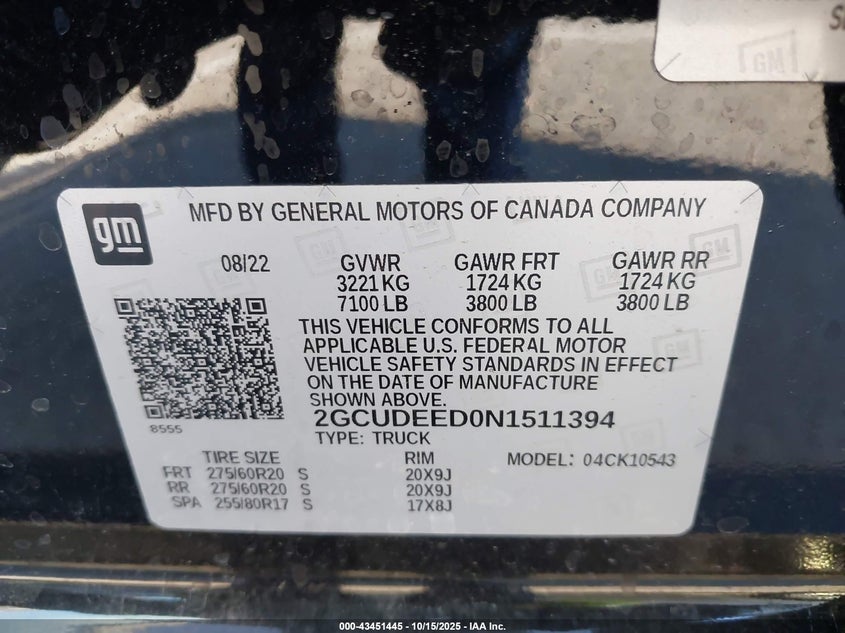 GM
gm
MFD BY GENERAL MOTORS OF CANADA COMPANY
08/22 GVWR GAWR FRT GAWR RR
3221 KG 1724 KG 1724 KG
7100 LB 3800 LB 3800 LB
THIS VEHICLE CONFORMS TO ALL
APPLICABLE U.S. FEDERAL MOTOR
VEHICLE SAFETY STANDARDS IN EFFECT
ON THE DATE OF MANUFACTURE
SHOWN ABOVE.
2GCUDEED0N1511394
8555
TYPE: TRUCK
TIRE SIZE RIM MODEL: 04CK10543
FRT 275/60R20 S 20X9J
RR 275/60R20 S 20X9J
SPA 255/80R17 S 17X8J
000-43451445 - 10/15/2025 - IAA Inc.